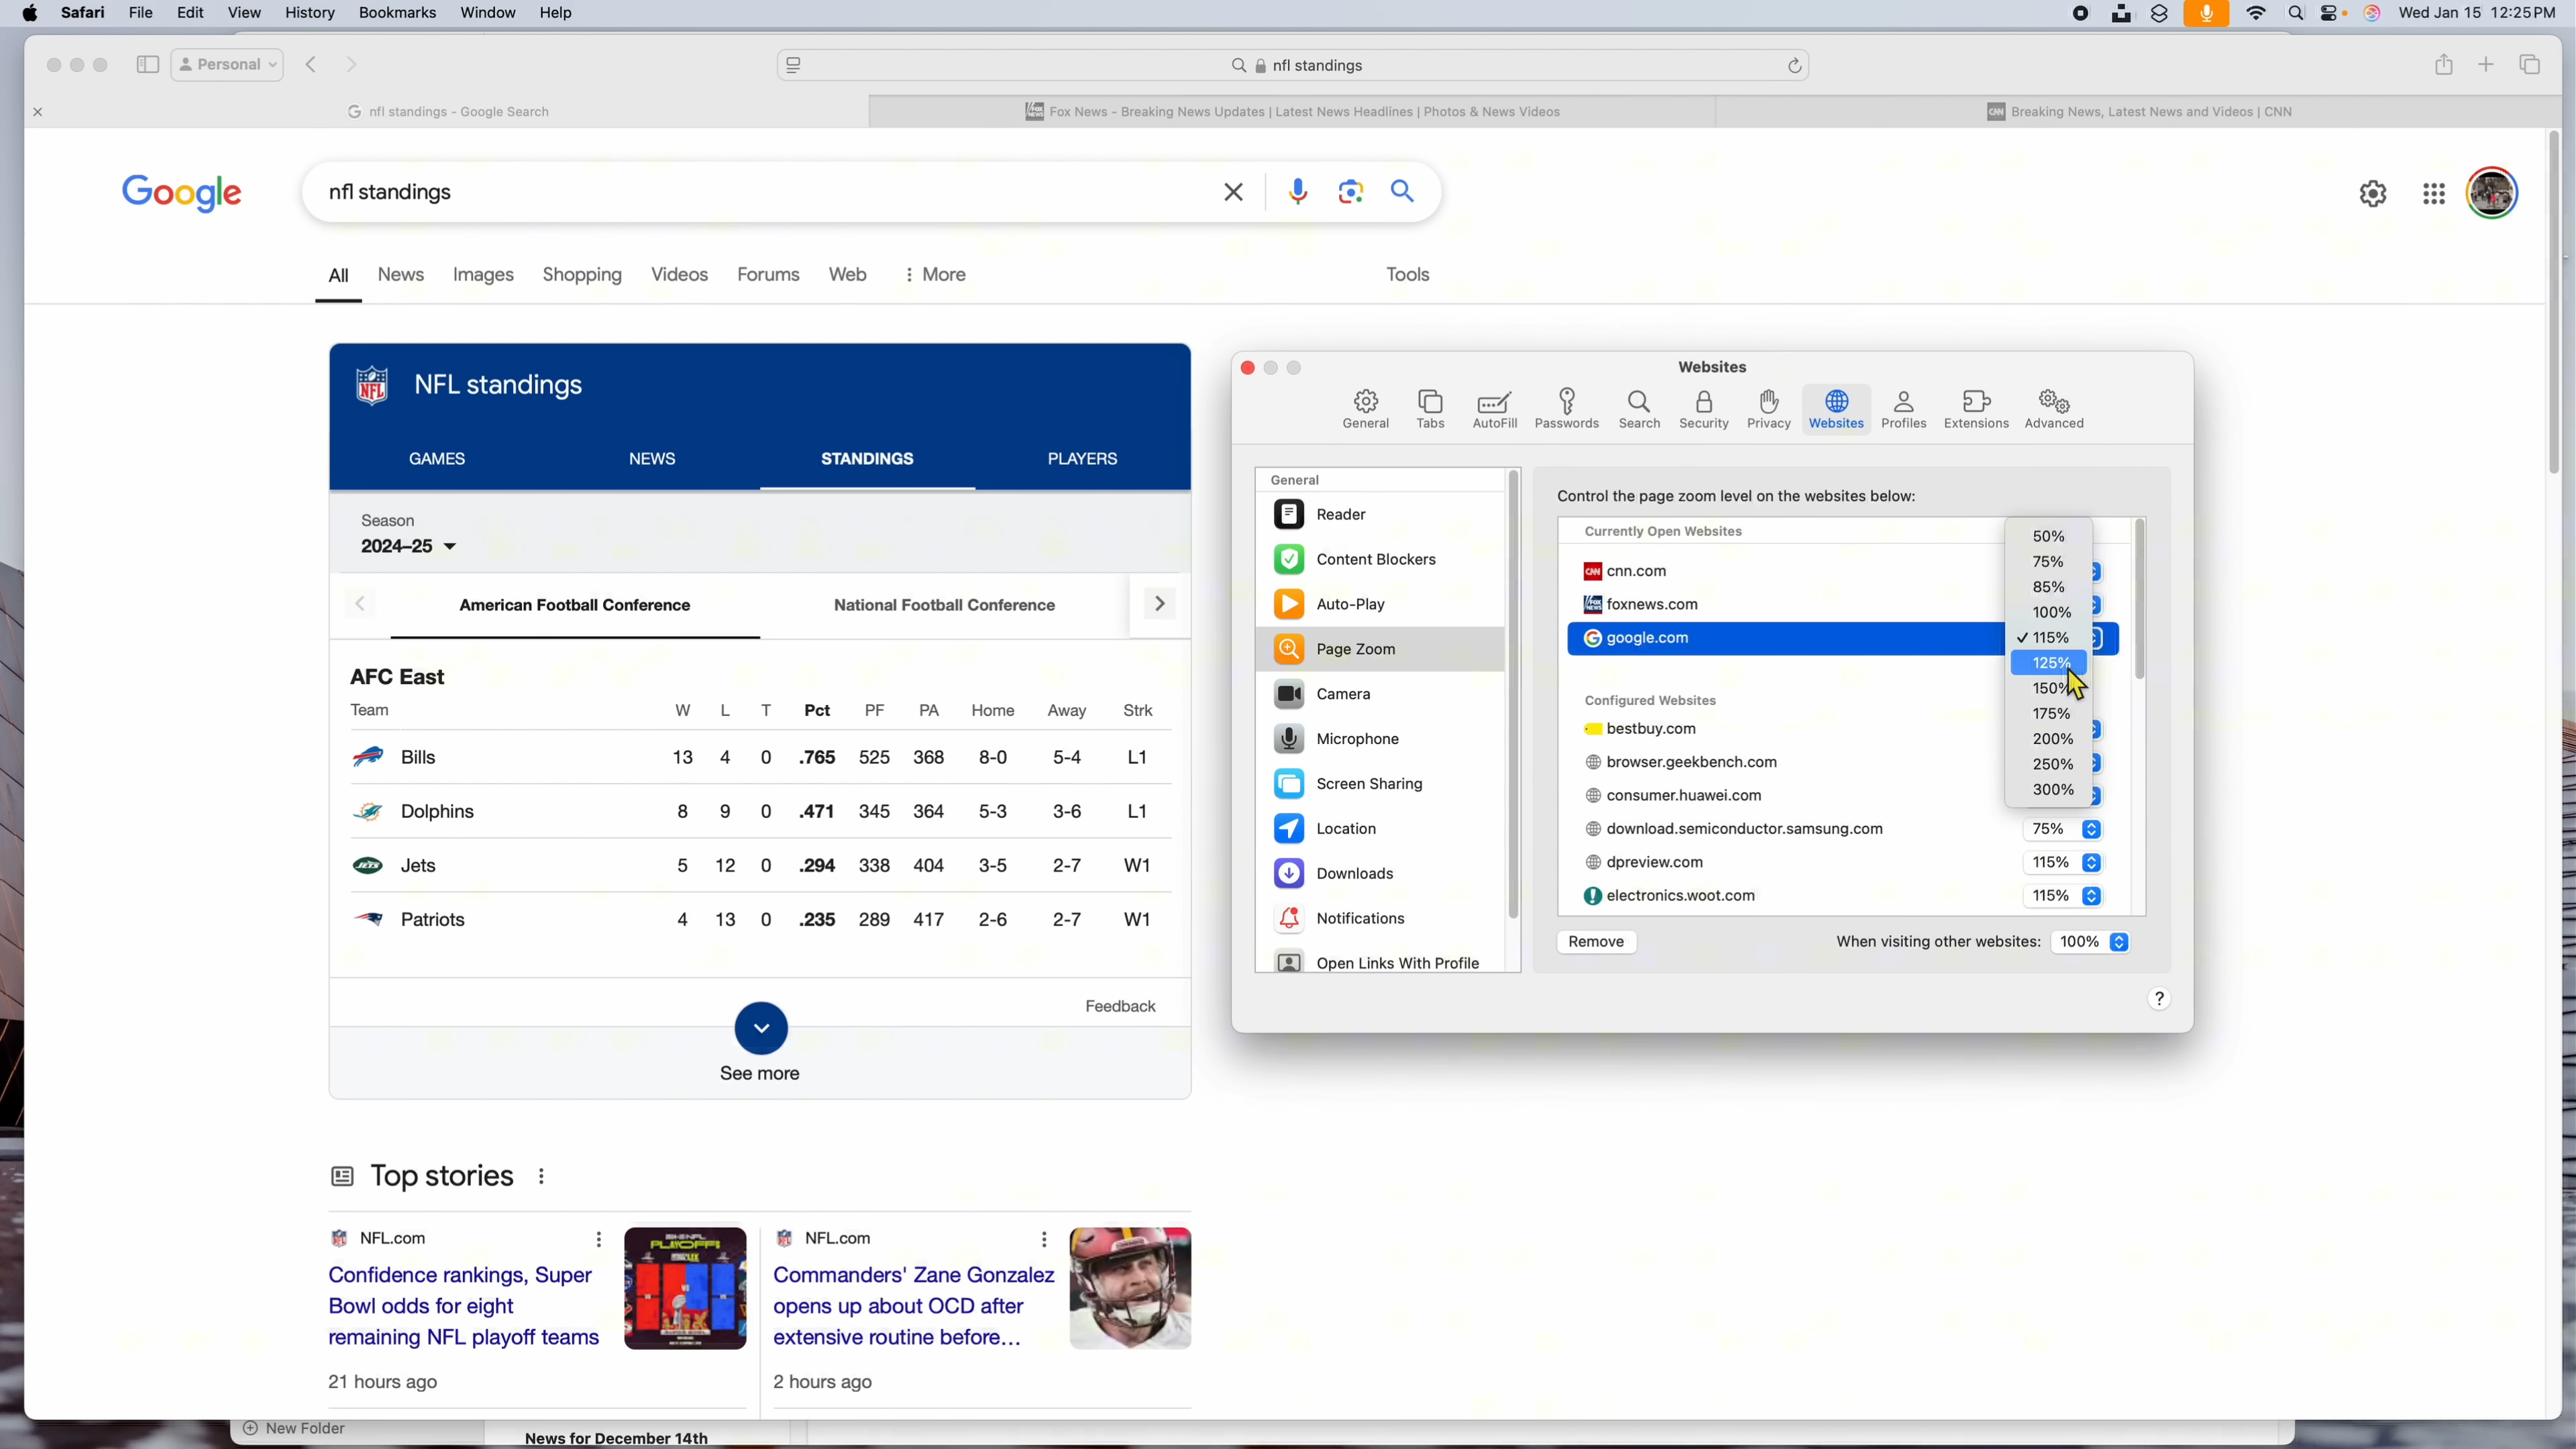 Safari File Edit View History Bookmarks Window Help
Wed Jan 15 12:25 PM
Personal
nfl standings
nfl standings - Google Search
Fox News - Breaking News Updates | Latest News Headlines | Photos & News Videos
CNN Breaking News, Latest News and Videos | CNN
Google
nfl standings
All News Images Shopping Videos Forums Web More Tools
NFL NFL standings
GAMES NEWS STANDINGS PLAYERS
Season
2024–25
American Football Conference National Football Conference
AFC East
Team W L T Pct PF PA Home Away Strk
Bills 13 4 0 .765 525 368 8-0 5-4 L1
Dolphins 8 9 0 .471 345 364 5-3 3-6 L1
JETS Jets 5 12 0 .294 338 404 3-5 2-7 W1
Patriots 4 13 0 .235 289 417 2-6 2-7 W1
Feedback
See more
Top stories
NFL.com
Confidence rankings, Super
Bowl odds for eight
remaining NFL playoff teams
21 hours ago
NFL.com
Commanders' Zane Gonzalez
opens up about OCD after
extensive routine before...
2 hours ago
New Folder
News for December 14th
Websites
General Tabs AutoFill Passwords Search Security Privacy Websites Profiles Extensions Advanced
General
Reader
Content Blockers
Auto-Play
Page Zoom
Camera
Microphone
Screen Sharing
Location
Downloads
Notifications
Open Links With Profile
Control the page zoom level on the websites below:
Currently Open Websites
CNN cnn.com
foxnews.com
google.com
Configured Websites
bestbuy.com
browser.geekbench.com
consumer.huawei.com
download.semiconductor.samsung.com 75%
dpreview.com 115%
electronics.woot.com 115%
50%
75%
85%
100%
✓ 115%
125%
150%
175%
200%
250%
300%
Remove
When visiting other websites: 100%
?